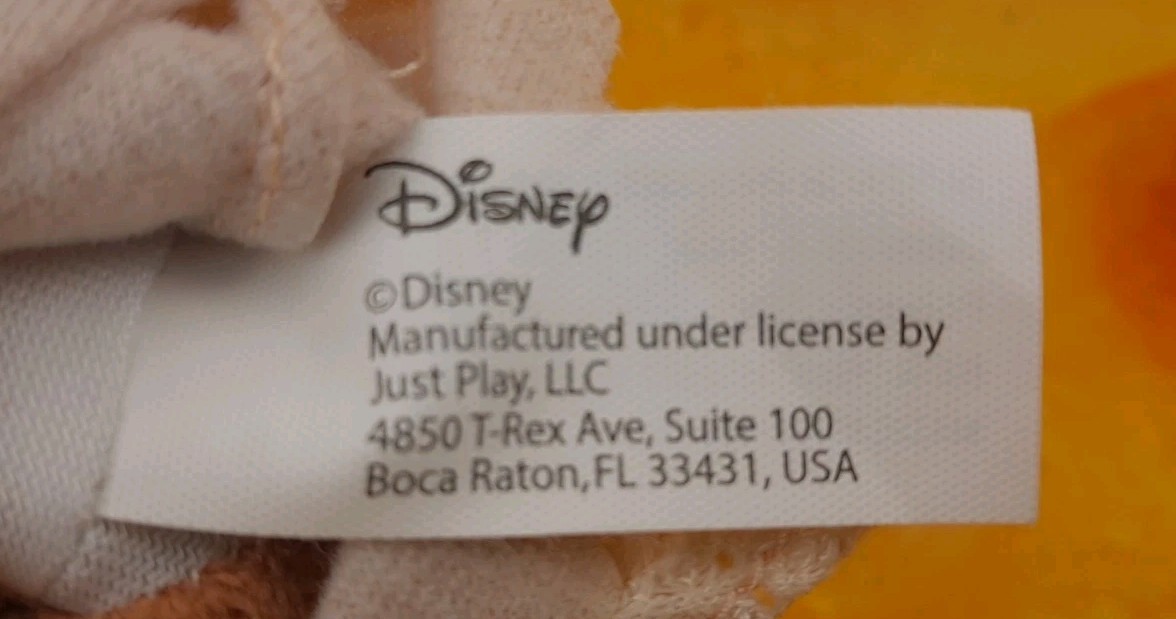 Disney
©Disney
Manufactured under license by
Just Play, LLC
4850 T-Rex Ave, Suite 100
Boca Raton, FL 33431, USA